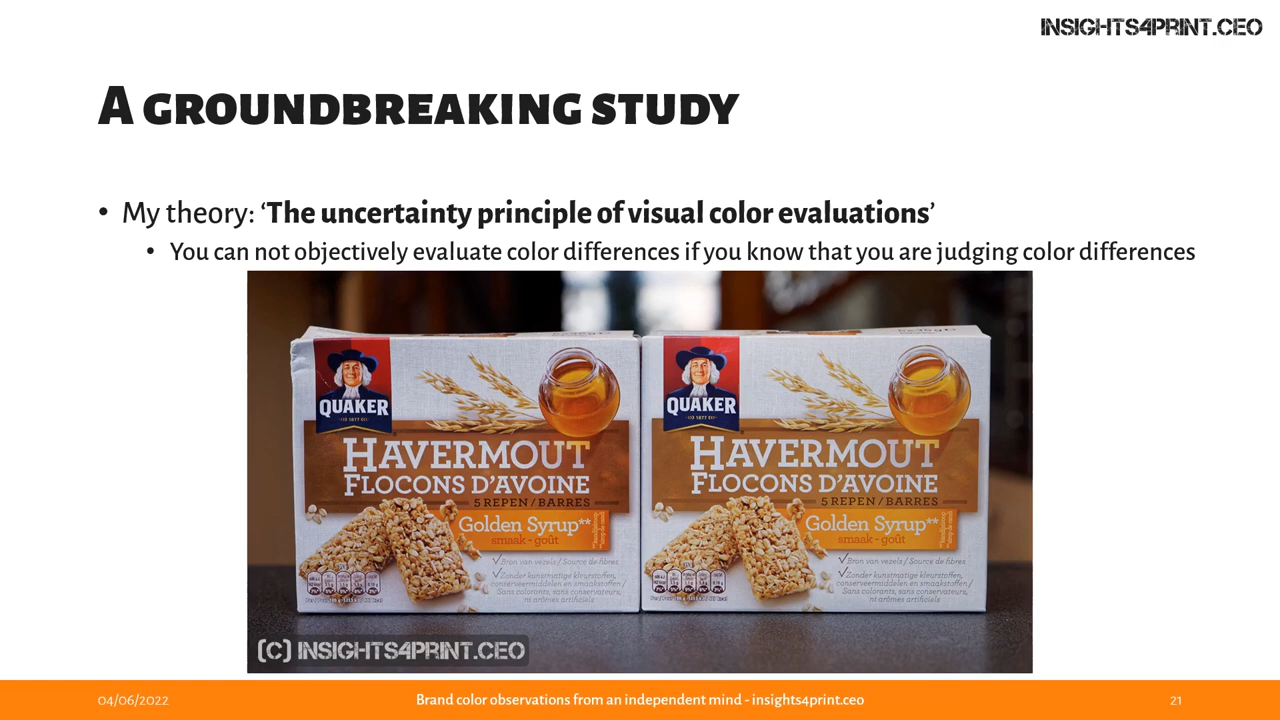 INSIGHTS4PRINT.CEO
A GROUNDBREAKING STUDY
• My theory: ‘The uncertainty principle of visual color evaluations’
• You can not objectively evaluate color differences if you know that you are judging color differences
QUAKER
HAVERMOUT
FLOCONS D'AVOINE
5 REPEN / BARRES
Golden Syrup**
smaak - goût
Bron van vezels / Source de fibres
Zonder kunstmatige kleurstoffen,
conserveermiddelen en smaakstoffen /
Sans colorants, sans conservateurs,
ni arômes artificiels
QUAKER
HAVERMOUT
FLOCONS D'AVOINE
5 REPEN / BARRES
Golden Syrup**
smaak - goût
Bron van vezels / Source de fibres
Zonder kunstmatige kleurstoffen,
conserveermiddelen en smaakstoffen /
Sans colorants, sans conservateurs,
ni arômes artificiels
(C) INSIGHTS4PRINT.CEO
04/06/2022
Brand color observations from an independent mind - insights4print.ceo
21